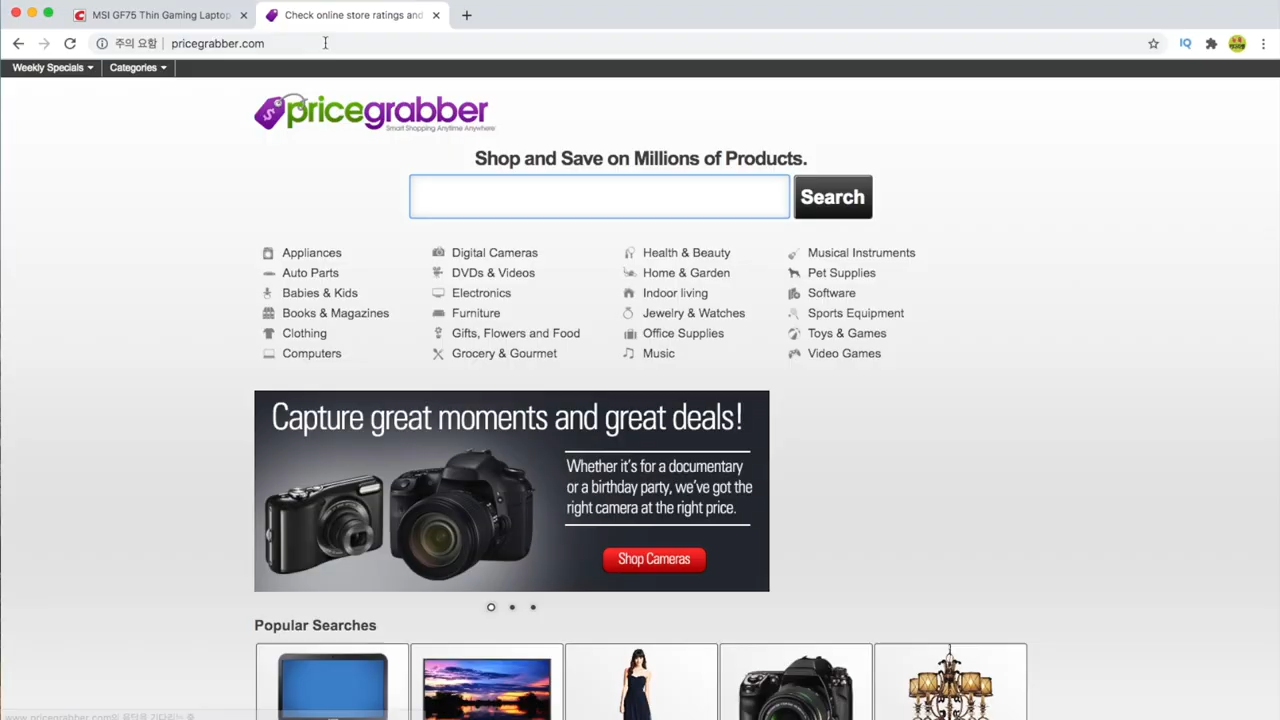 MSI GF75 Thin Gaming Laptop
Check online store ratings and
주의 요함
pricegrabber.com
IQ
Weekly Specials
Categories
pricegrabber
Smart Shopping Anytime Anywhere
Shop and Save on Millions of Products.
Search
Appliances
Digital Cameras
Health & Beauty
Musical Instruments
Auto Parts
DVDs & Videos
Home & Garden
Pet Supplies
Babies & Kids
Electronics
Indoor living
Software
Books & Magazines
Furniture
Jewelry & Watches
Sports Equipment
Clothing
Gifts, Flowers and Food
Office Supplies
Toys & Games
Computers
Grocery & Gourmet
Music
Video Games
Capture great moments and great deals!
Whether it's for a documentary
or a birthday party, we've got the
right camera at the right price.
Shop Cameras
Popular Searches